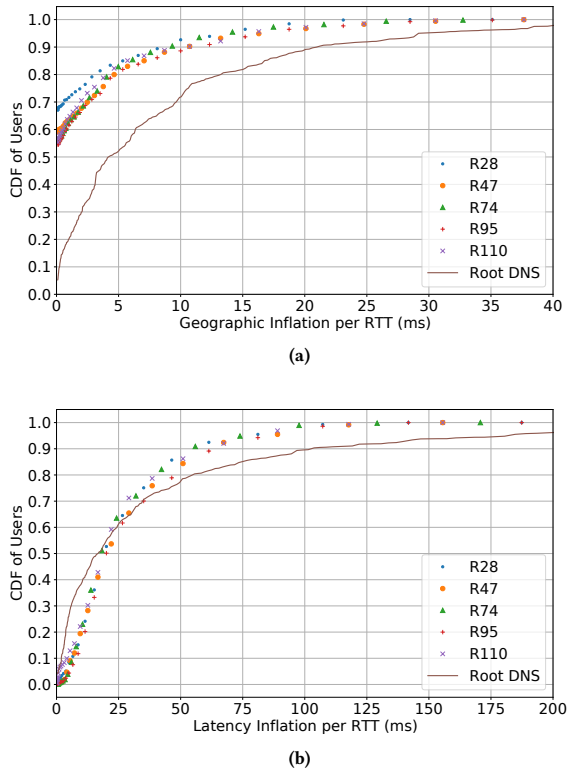 1.0
0.9
0.8
0.7
0.6
0.5
0.4
0.3
0.2
0.1
0.0
CDF of Users
R28
R47
R74
R95
R110
Root DNS
0 5 10 15 20 25 30 35 40
Geographic Inflation per RTT (ms)
(a)
1.0
0.9
0.8
0.7
0.6
0.5
0.4
0.3
0.2
0.1
0.0
CDF of Users
R28
R47
R74
R95
R110
Root DNS
0 25 50 75 100 125 150 175 200
Latency Inflation per RTT (ms)
(b)